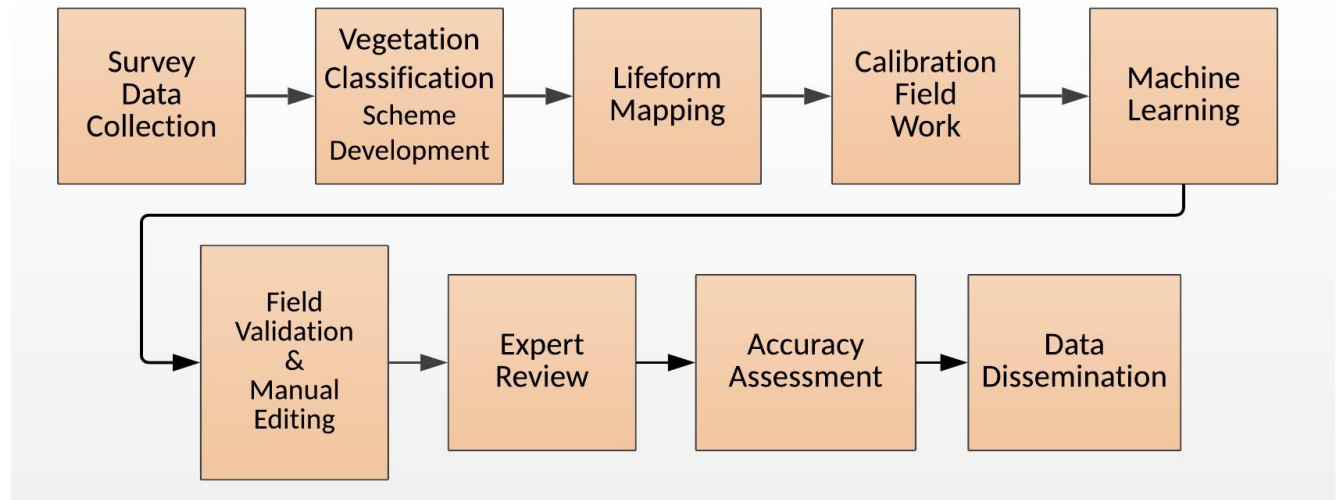 Survey
Data
Collection
Vegetation
Classification
Scheme
Development
Lifeform
Mapping
Calibration
Field
Work
Machine
Learning
Field
Validation
&
Manual
Editing
Expert
Review
Accuracy
Assessment
Data
Dissemination